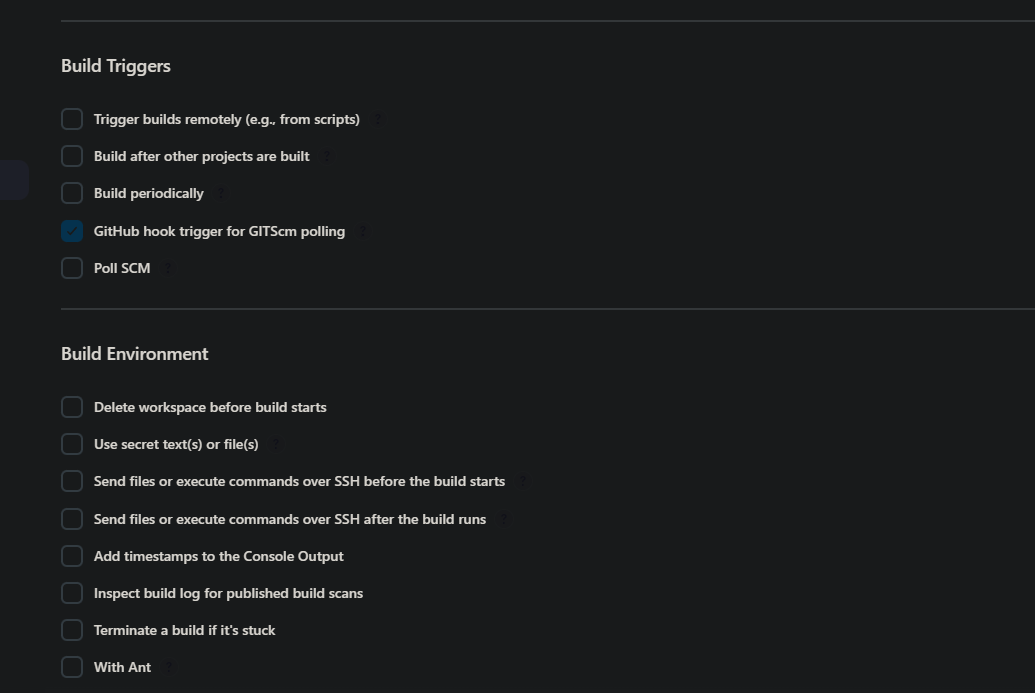 Build Triggers
Trigger builds remotely (e.g., from scripts) ?
Build after other projects are built ?
Build periodically ?
GitHub hook trigger for GITScm polling ?
Poll SCM ?
Build Environment
Delete workspace before build starts
Use secret text(s) or file(s) ?
Send files or execute commands over SSH before the build starts ?
Send files or execute commands over SSH after the build runs ?
Add timestamps to the Console Output
Inspect build log for published build scans
Terminate a build if it's stuck
With Ant ?